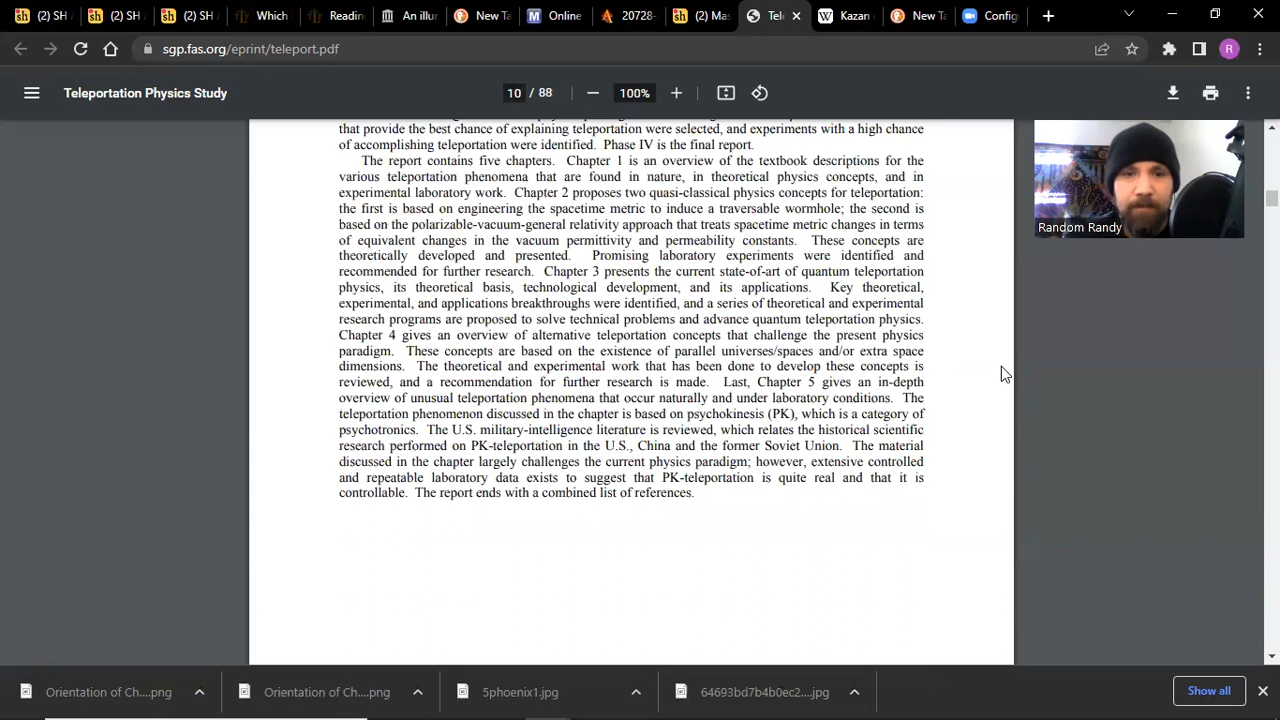 (2) SH
(2) SH
(2) SH
Which
Readin
An illur
New Ta
Online
20728-
(2) Ma
Tel
Kazan
New Ta
Config
sgp.fas.org/eprint/teleport.pdf
R
Teleportation Physics Study
10 / 88
100%
that provide the best chance of explaining teleportation were selected, and experiments with a high chance
of accomplishing teleportation were identified. Phase IV is the final report.
The report contains five chapters. Chapter 1 is an overview of the textbook descriptions for the
various teleportation phenomena that are found in nature, in theoretical physics concepts, and in
experimental laboratory work. Chapter 2 proposes two quasi-classical physics concepts for teleportation:
the first is based on engineering the spacetime metric to induce a traversable wormhole; the second is
based on the polarizable-vacuum-general relativity approach that treats spacetime metric changes in terms
of equivalent changes in the vacuum permittivity and permeability constants. These concepts are
theoretically developed and presented. Promising laboratory experiments were identified and
recommended for further research. Chapter 3 presents the current state-of-art of quantum teleportation
physics, its theoretical basis, technological development, and its applications. Key theoretical,
experimental, and applications breakthroughs were identified, and a series of theoretical and experimental
research programs are proposed to solve technical problems and advance quantum teleportation physics.
Chapter 4 gives an overview of alternative teleportation concepts that challenge the present physics
paradigm. These concepts are based on the existence of parallel universes/spaces and/or extra space
dimensions. The theoretical and experimental work that has been done to develop these concepts is
reviewed, and a recommendation for further research is made. Last, Chapter 5 gives an in-depth
overview of unusual teleportation phenomena that occur naturally and under laboratory conditions. The
teleportation phenomenon discussed in the chapter is based on psychokinesis (PK), which is a category of
psychotronics. The U.S. military-intelligence literature is reviewed, which relates the historical scientific
research performed on PK-teleportation in the U.S., China and the former Soviet Union. The material
discussed in the chapter largely challenges the current physics paradigm; however, extensive controlled
and repeatable laboratory data exists to suggest that PK-teleportation is quite real and that it is
controllable. The report ends with a combined list of references.
Random Randy
Orientation of Ch....png
Orientation of Ch....png
5phoenix1.jpg
64693bd7b4b0ec2....jpg
Show all